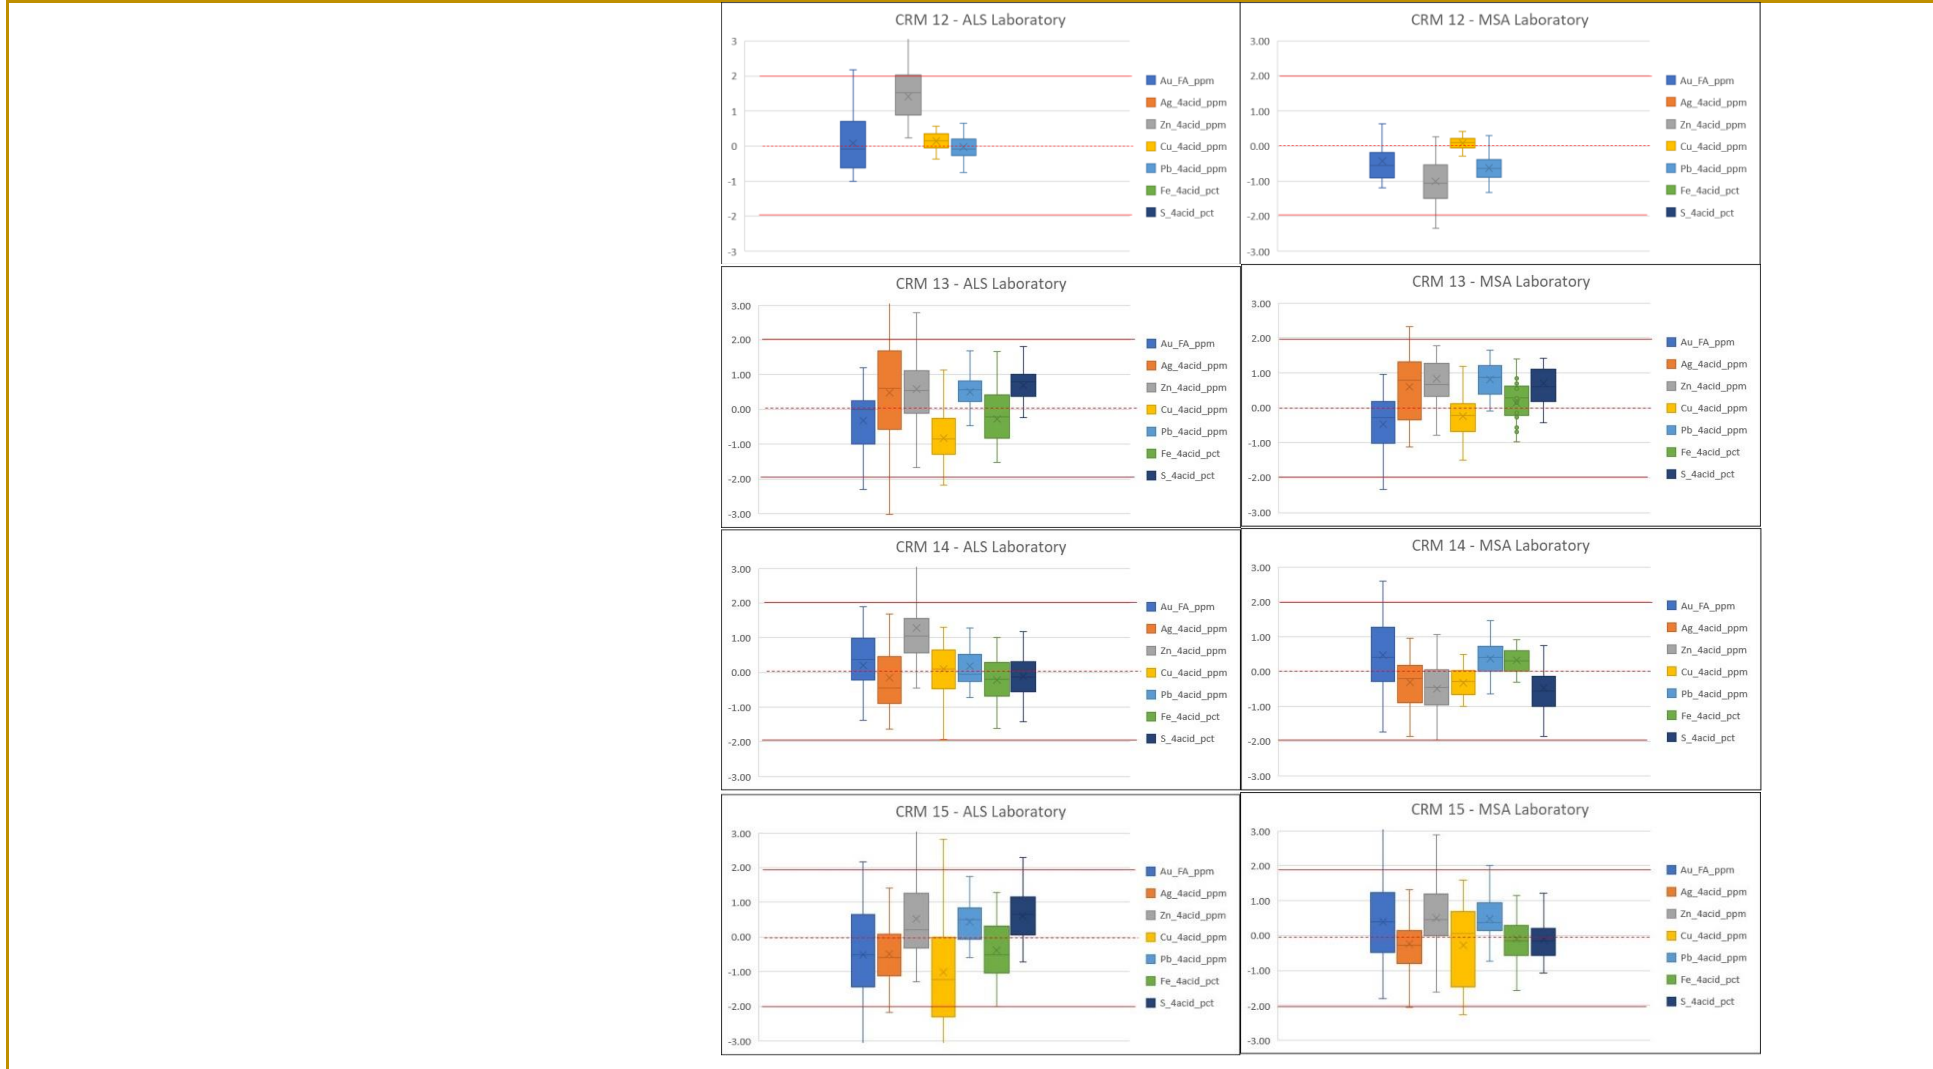 CRM 12 - ALS Laboratory
3
2
1
0
-1
-2
-3
Au_FA_ppm
Ag_4acid_ppm
Zn_4acid_ppm
Cu_4acid_ppm
Pb_4acid_ppm
Fe_4acid_pct
S_4acid_pct
CRM 12 - MSA Laboratory
3.00
2.00
1.00
0.00
-1.00
-2.00
-3.00
Au_FA_ppm
Ag_4acid_ppm
Zn_4acid_ppm
Cu_4acid_ppm
Pb_4acid_ppm
Fe_4acid_pct
S_4acid_pct
CRM 13 - ALS Laboratory
3.00
2.00
1.00
0.00
-1.00
-2.00
-3.00
Au_FA_ppm
Ag_4acid_ppm
Zn_4acid_ppm
Cu_4acid_ppm
Pb_4acid_ppm
Fe_4acid_pct
S_4acid_pct
CRM 13 - MSA Laboratory
3.00
2.00
1.00
0.00
-1.00
-2.00
-3.00
Au_FA_ppm
Ag_4acid_ppm
Zn_4acid_ppm
Cu_4acid_ppm
Pb_4acid_ppm
Fe_4acid_pct
S_4acid_pct
CRM 14 - ALS Laboratory
3.00
2.00
1.00
0.00
-1.00
-2.00
-3.00
Au_FA_ppm
Ag_4acid_ppm
Zn_4acid_ppm
Cu_4acid_ppm
Pb_4acid_ppm
Fe_4acid_pct
S_4acid_pct
CRM 14 - MSA Laboratory
3.00
2.00
1.00
0.00
-1.00
-2.00
-3.00
Au_FA_ppm
Ag_4acid_ppm
Zn_4acid_ppm
Cu_4acid_ppm
Pb_4acid_ppm
Fe_4acid_pct
S_4acid_pct
CRM 15 - ALS Laboratory
3.00
2.00
1.00
0.00
-1.00
-2.00
-3.00
Au_FA_ppm
Ag_4acid_ppm
Zn_4acid_ppm
Cu_4acid_ppm
Pb_4acid_ppm
Fe_4acid_pct
S_4acid_pct
CRM 15 - MSA Laboratory
3.00
2.00
1.00
0.00
-1.00
-2.00
-3.00
Au_FA_ppm
Ag_4acid_ppm
Zn_4acid_ppm
Cu_4acid_ppm
Pb_4acid_ppm
Fe_4acid_pct
S_4acid_pct